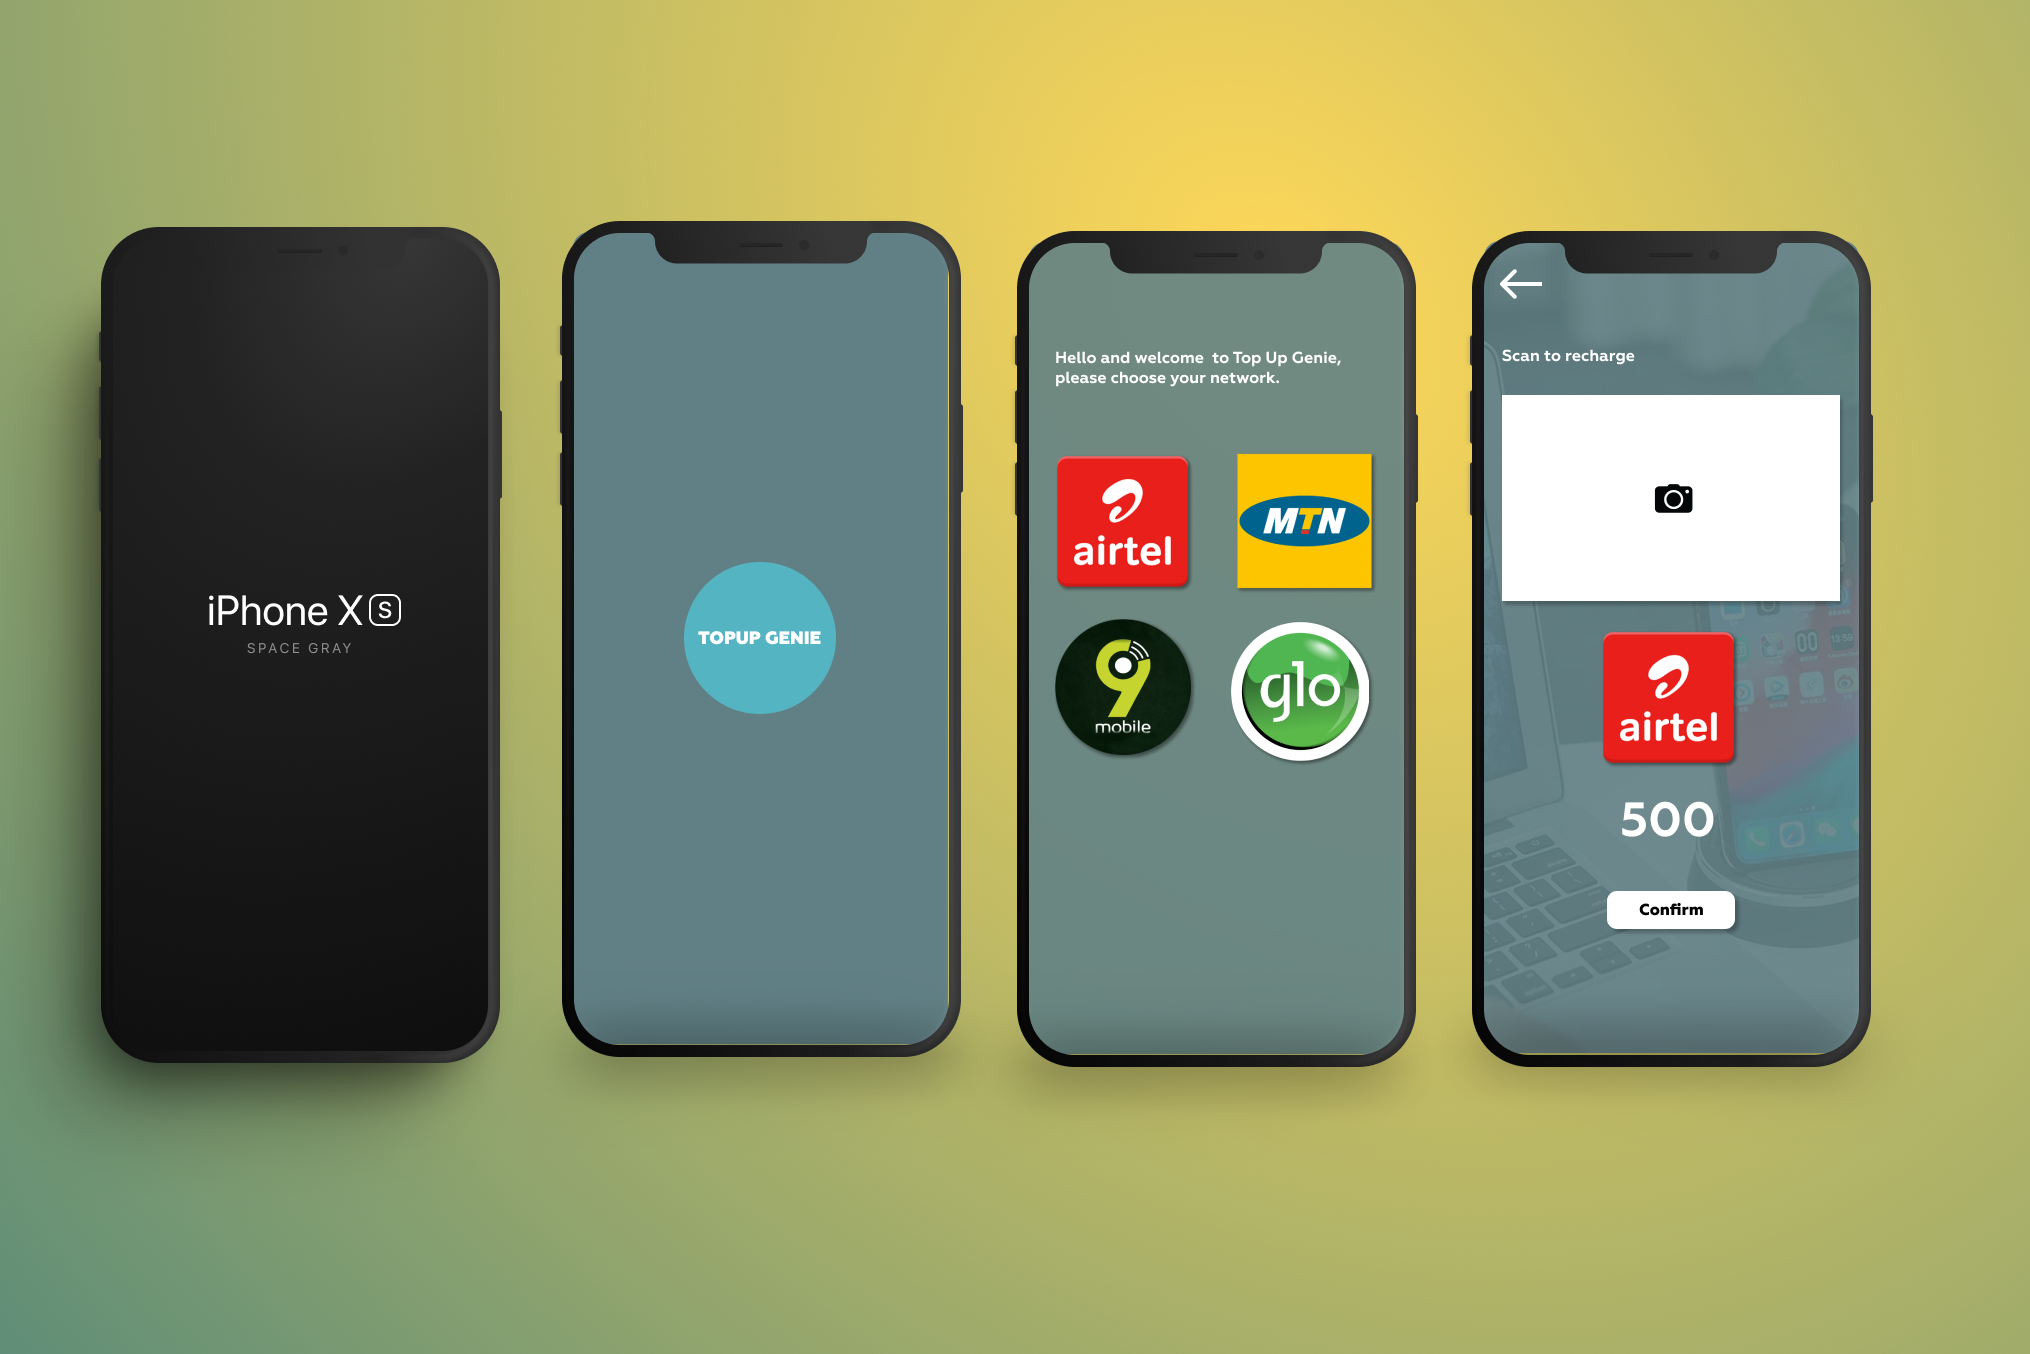 iPhone X S
SPACE GRAY
TOPUP GENIE
Hello and welcome  to Top Up Genie,
please choose your network.
airtel
MTN
9
mobile
glo
Scan to recharge
airtel
500
Confirm